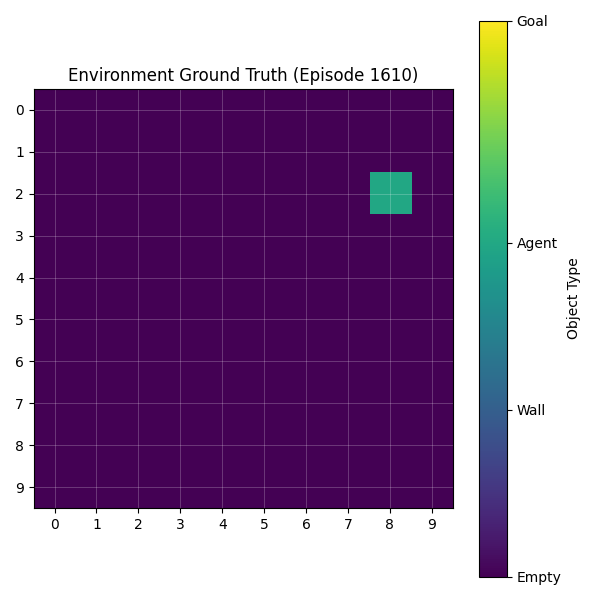 Environment Ground Truth (Episode 1610)
0
1
2
3
4
5
6
7
8
9
0 1 2 3 4 5 6 7 8 9
Goal
Agent
Wall
Empty
Object Type